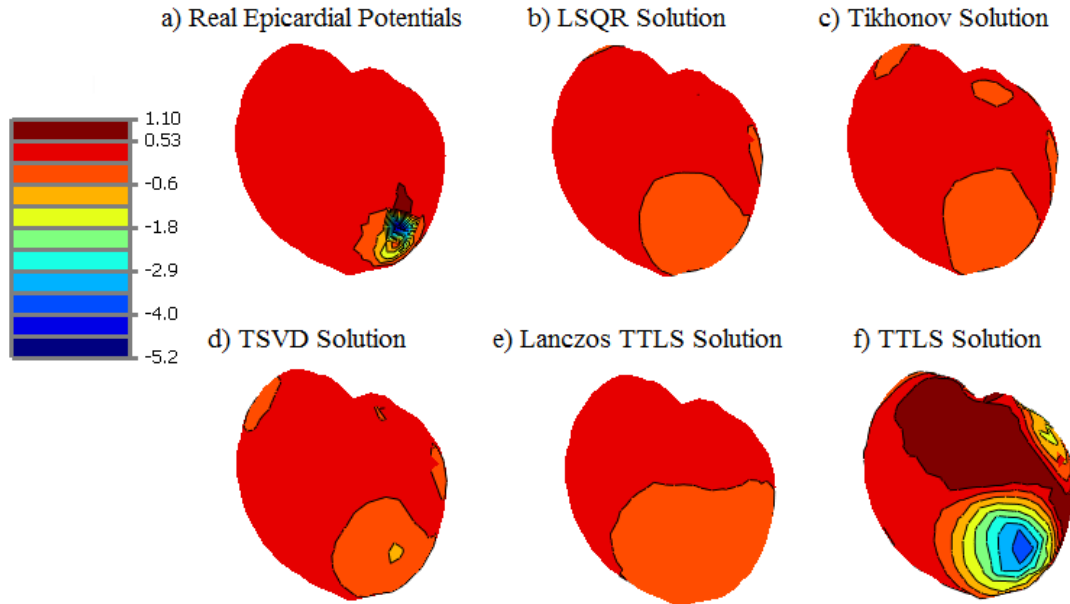 a) Real Epicardial Potentials
b) LSQR Solution
c) Tikhonov Solution
1.10
0.53
-0.6
-1.8
-2.9
-4.0
-5.2
d) TSVD Solution
e) Lanczos TTLS Solution
f) TTLS Solution